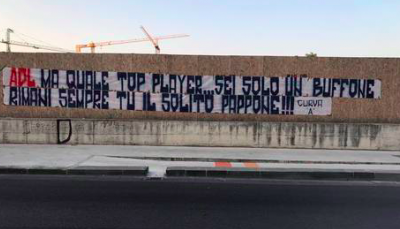 ADL MA QUALE TOP PLAYER.. SEI SOLO UN BUFFONE
RIMANI SEMPRE TU IL SOLITO PAPPONE!!!
CURVA
A
D